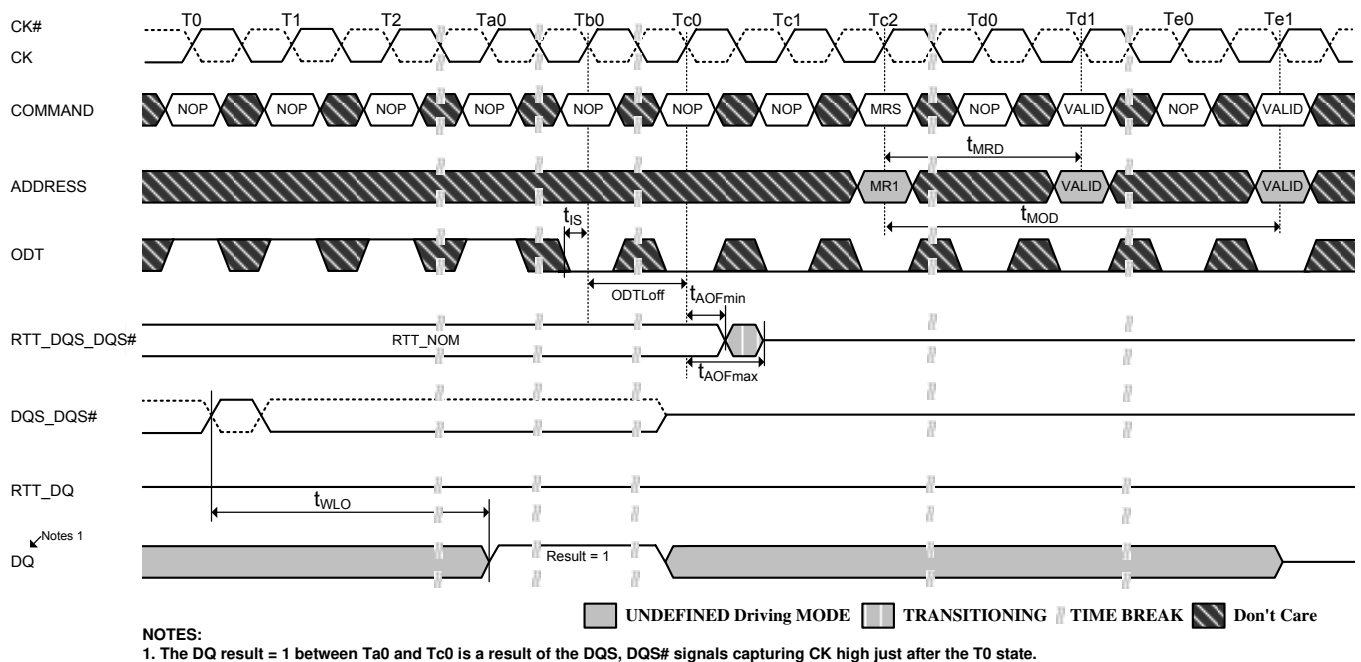 CK#
CK
T0 T1 T2 Ta0 Tb0 Tc0 Tc1 Tc2 Td0 Td1 Te0 Te1
COMMAND
NOP NOP NOP NOP NOP NOP NOP MRS NOP VALID NOP VALID
tMRD
ADDRESS
MR1 VALID VALID
tIS
tMOD
ODT
ODTLoff
tAOFmin
RTT_DQS_DQS#
RTT_NOM
tAOFmax
DQS_DQS#
RTT_DQ
tWLO
Notes 1
DQ
Result = 1
UNDEFINED Driving MODE TRANSITIONING TIME BREAK Don't Care
NOTES:
1. The DQ result = 1 between Ta0 and Tc0 is a result of the DQS, DQS# signals capturing CK high just after the T0 state.